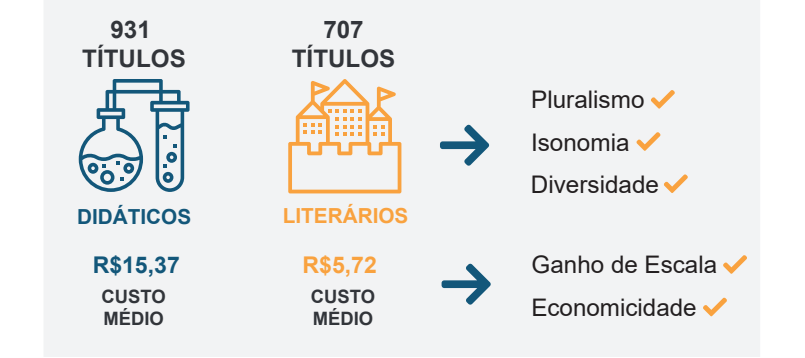 931
TÍTULOS
DIDÁTICOS
707
TÍTULOS
LITERÁRIOS
Pluralismo
Isonomia
Diversidade
R$15,37
CUSTO
MÉDIO
R$5,72
CUSTO
MÉDIO
Ganho de Escala
Economicidade